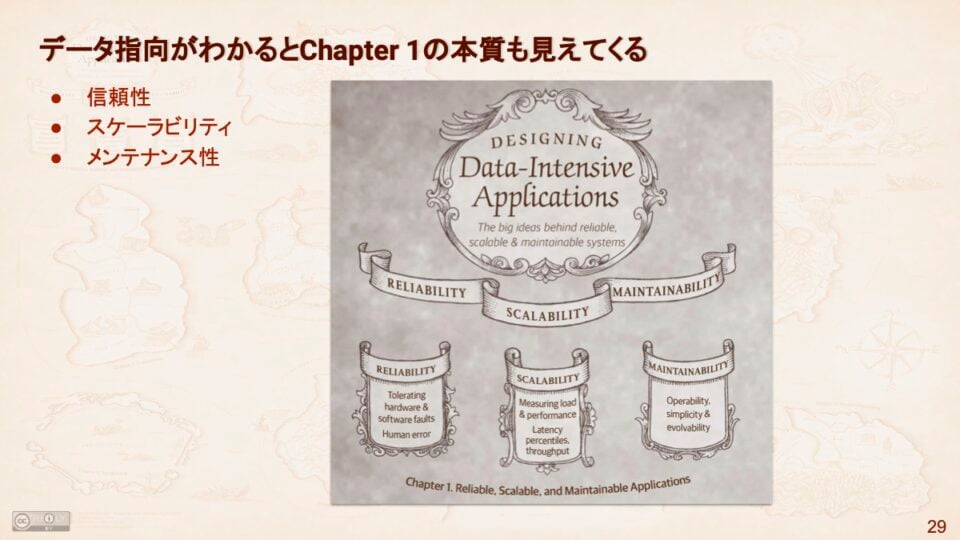 データ指向がわかるとChapter 1の本質も見えてくる
● 信頼性
● スケーラビリティ
● メンテナンス性
DESIGNING
Data-Intensive
Applications
The big ideas behind reliable,
scalable & maintainable systems
RELIABILITY
SCALABILITY
MAINTAINABILITY
RELIABILITY
Tolerating
hardware &
software faults
Human error
SCALABILITY
Measuring load
& performance
Latency
percentiles,
throughput
MAINTAINABILITY
Operability,
simplicity &
evolvability
Chapter 1. Reliable, Scalable, and Maintainable Applications
29